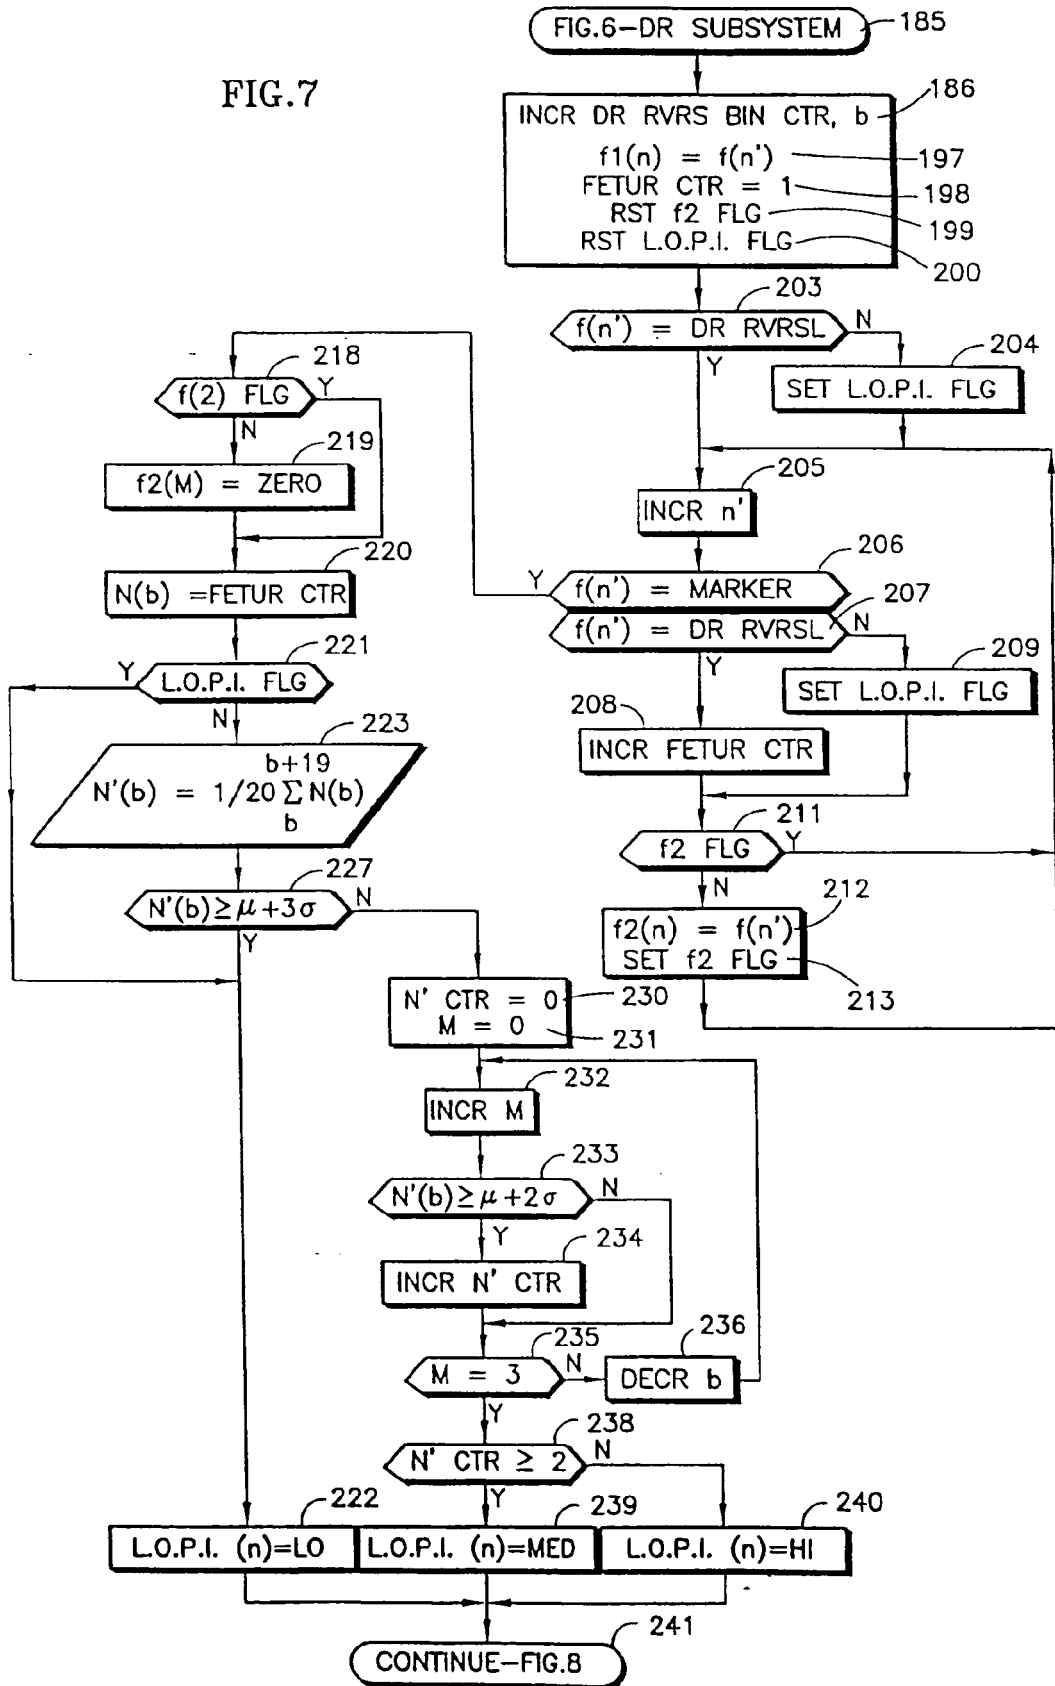 FIG.6-DR SUBSYSTEM
185
FIG.7
186
INCR DR RVRS BIN CTR, b
f1(n) = f(n')
197
FETUR CTR = 1
198
RST f2 FLG
199
RST L.O.P.I. FLG
200
203
f(n') = DR RVRSL
N
Y
204
SET L.O.P.I. FLG
218
f(2) FLG
Y
N
219
f2(M) = ZERO
205
INCR n'
220
N(b) =FETUR CTR
206
Y
f(n') = MARKER
207
f(n') = DR RVRSL
N
Y
221
Y
L.O.P.I. FLG
N
209
SET L.O.P.I. FLG
208
INCR FETUR CTR
223
b+19
N'(b) = 1/20 Σ N(b)
b
211
f2 FLG
Y
N
227
N'(b) ≥ μ+3σ
N
Y
212
f2(n) = f(n')
SET f2 FLG
213
N' CTR = 0
230
M = 0
231
232
INCR M
233
N'(b) ≥ μ+2σ
N
Y
234
INCR N' CTR
235
M = 3
N
Y
236
DECR b
238
N' CTR ≥ 2
N
Y
222
L.O.P.I. (n)=LO
239
L.O.P.I. (n)=MED
240
L.O.P.I. (n)=HI
241
CONTINUE-FIG.8